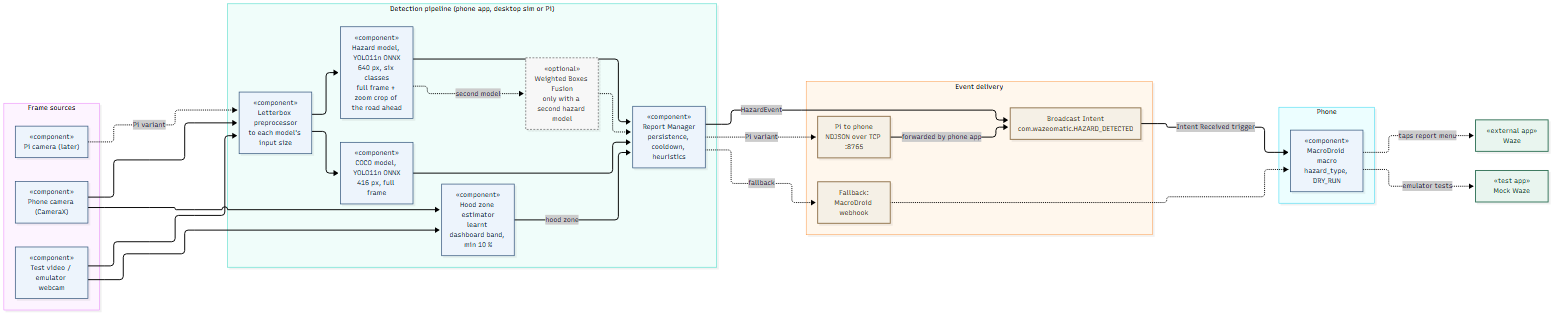 Detection pipeline (phone app, desktop sim or Pi)
Frame sources
«component»
Pi camera (later)
«component»
Phone camera
(CameraX)
«component»
Test video /
emulator
webcam
Pi variant
«component»
Letterbox
preprocessor
to each model's
input size
«component»
Hazard model,
YOLO11n ONNX
640 px, six
classes
full frame +
zoom crop of
the road ahead
«component»
COCO model,
YOLO11n ONNX
416 px, full
frame
second model
«optional»
Weighted Boxes
Fusion
only with a
second hazard
model
«component»
Hood zone
estimator
learnt
dashboard band,
min 10 %
hood zone
«component»
Report Manager
persistence,
cooldown,
heuristics
HazardEvent
Pi variant
fallback
Event delivery
Pi to phone
NDJSON over TCP
:8765
forwarded by phone app
Fallback:
MacroDroid
webhook
Broadcast Intent
com.wazeomatic.HAZARD_DETECTED
Intent Received trigger
Phone
«component»
MacroDroid
macro
hazard_type,
DRY_RUN
taps report menu
emulator tests
«external app»
Waze
«test app»
Mock Waze